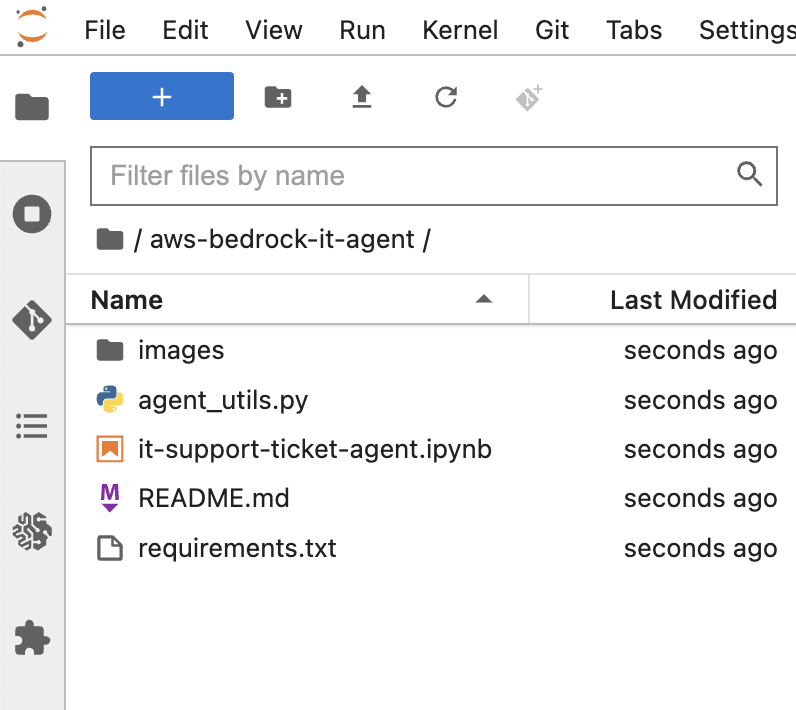 File Edit View Run Kernel Git Tabs Settings
Filter files by name
/ aws-bedrock-it-agent /
Name Last Modified
images seconds ago
agent_utils.py seconds ago
it-support-ticket-agent.ipynb seconds ago
README.md seconds ago
requirements.txt seconds ago